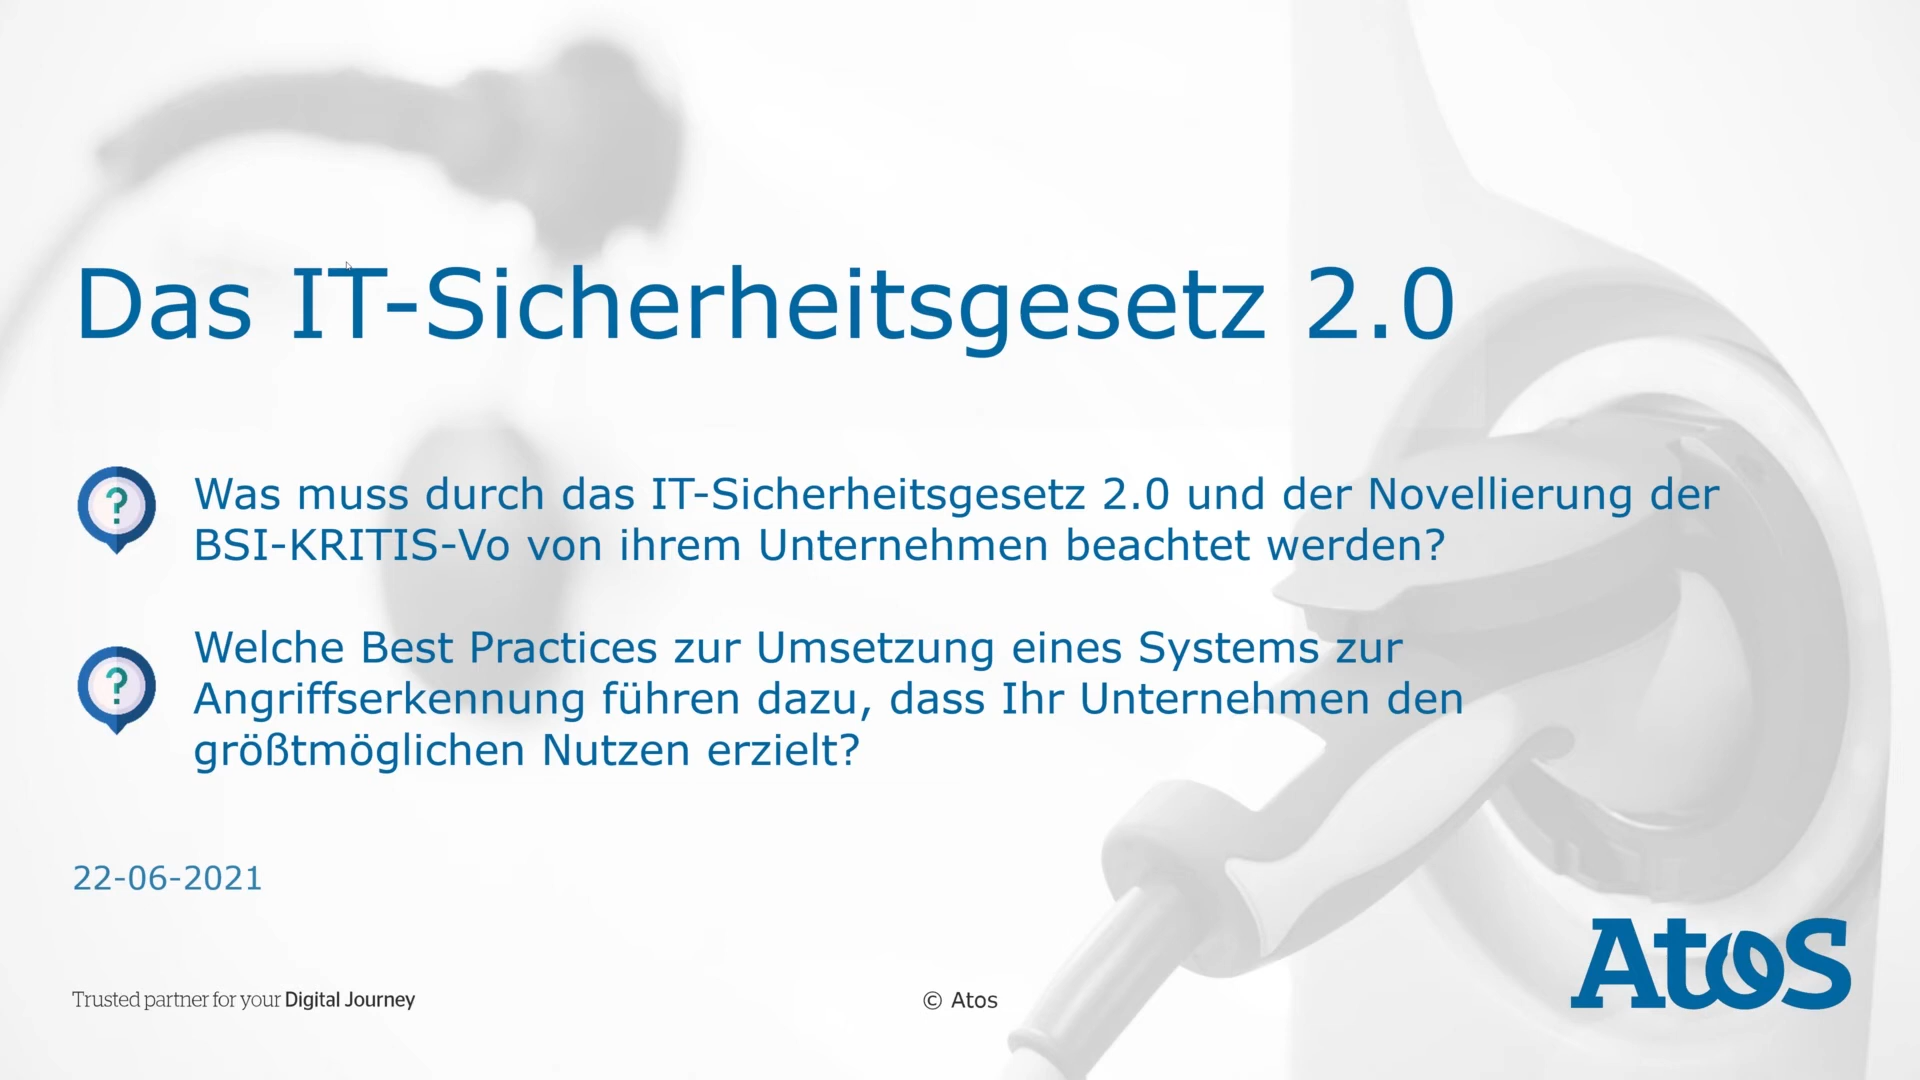 Das IT-Sicherheitsgesetz 2.0
?
Was muss durch das IT-Sicherheitsgesetz 2.0 und der Novellierung der
BSI-KRITIS-Vo von ihrem Unternehmen beachtet werden?
?
Welche Best Practices zur Umsetzung eines Systems zur
Angriffserkennung führen dazu, dass Ihr Unternehmen den
größtmöglichen Nutzen erzielt?
22-06-2021
Trusted partner for your Digital Journey
© Atos
Atos